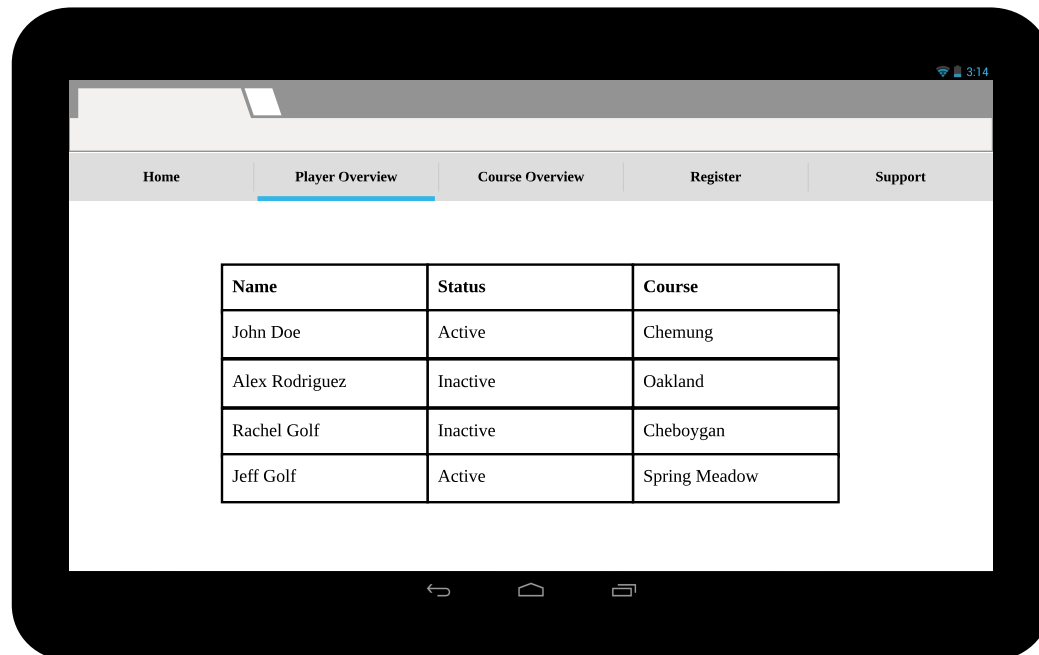 3:14
Home Player Overview Course Overview Register Support
Name Status Course
John Doe Active Chemung
Alex Rodriguez Inactive Oakland
Rachel Golf Inactive Cheboygan
Jeff Golf Active Spring Meadow